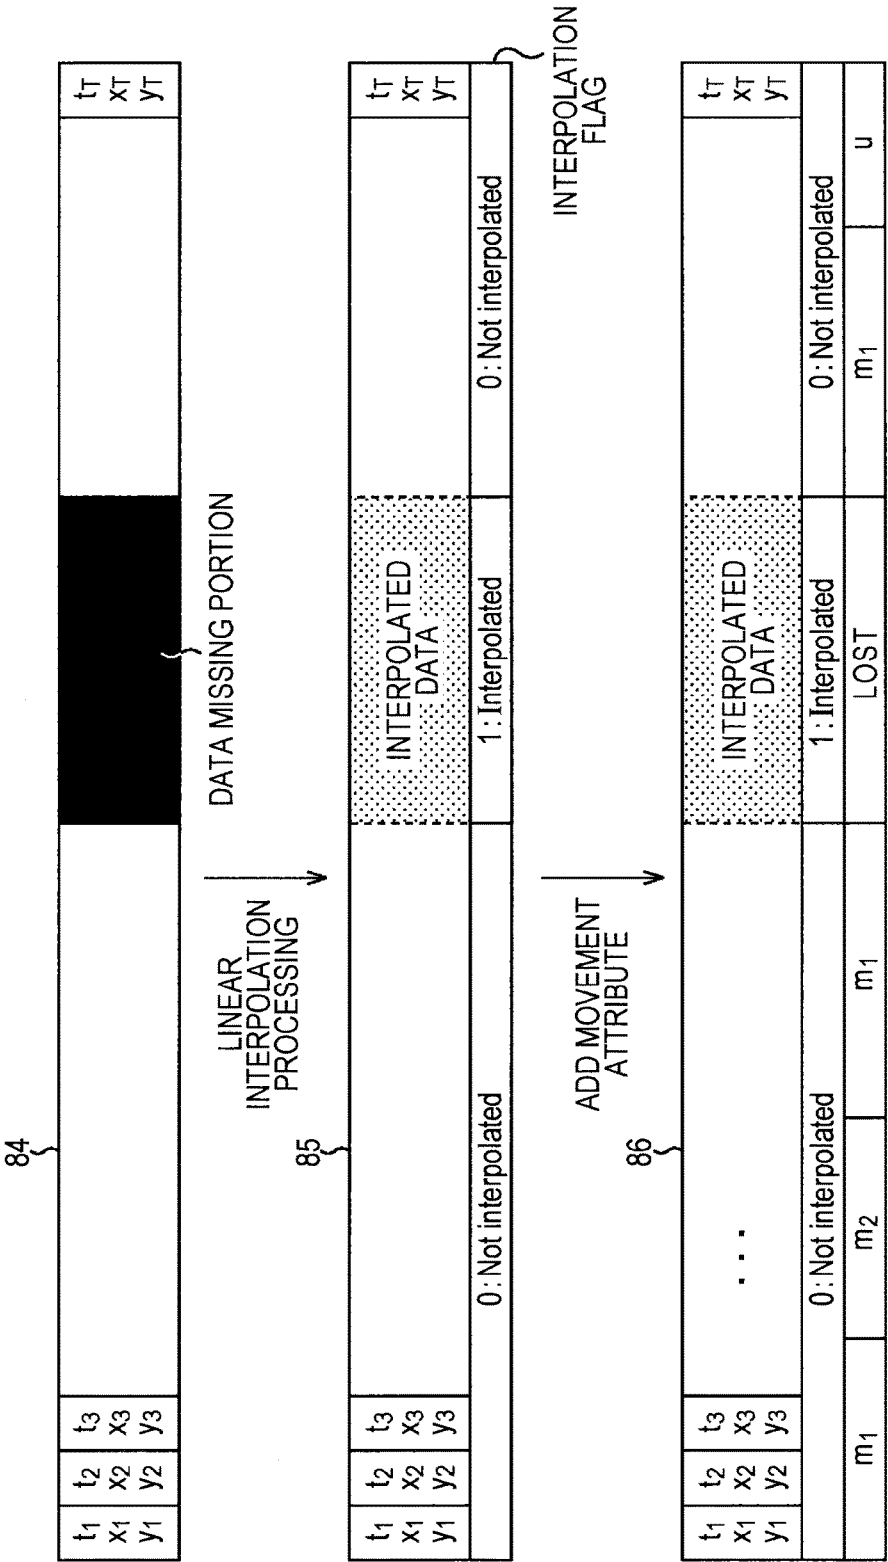 84
t1 t2 t3 tT
x1 x2 x3 xT
y1 y2 y3 yT
DATA MISSING PORTION
LINEAR
INTERPOLATION
PROCESSING
85
t1 t2 t3 tT
x1 x2 x3 INTERPOLATED xT
y1 y2 y3 DATA yT
0:Not interpolated 1:Interpolated 0:Not interpolated
INTERPOLATION
FLAG
ADD MOVEMENT
ATTRIBUTE
86
t1 t2 t3 tT
x1 x2 x3 ... INTERPOLATED xT
y1 y2 y3 DATA yT
0:Not interpolated 1:Interpolated 0:Not interpolated
m1 m2 m1 LOST m1 u